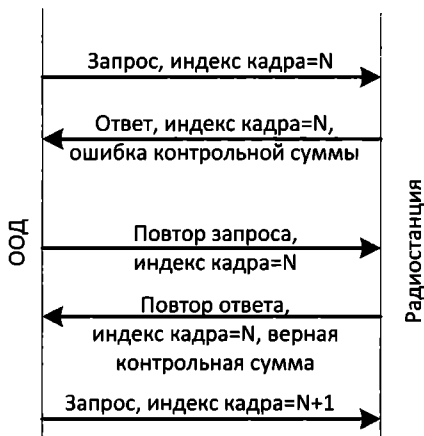 Запрос, индекс кадра=N
Ответ, индекс кадра=N,
ошибка контрольной суммы
ООД
Повтор запроса,
индекс кадра=N
Радиостанция
Повтор ответа,
индекс кадра=N, верная
контрольная сумма
Запрос, индекс кадра=N+1